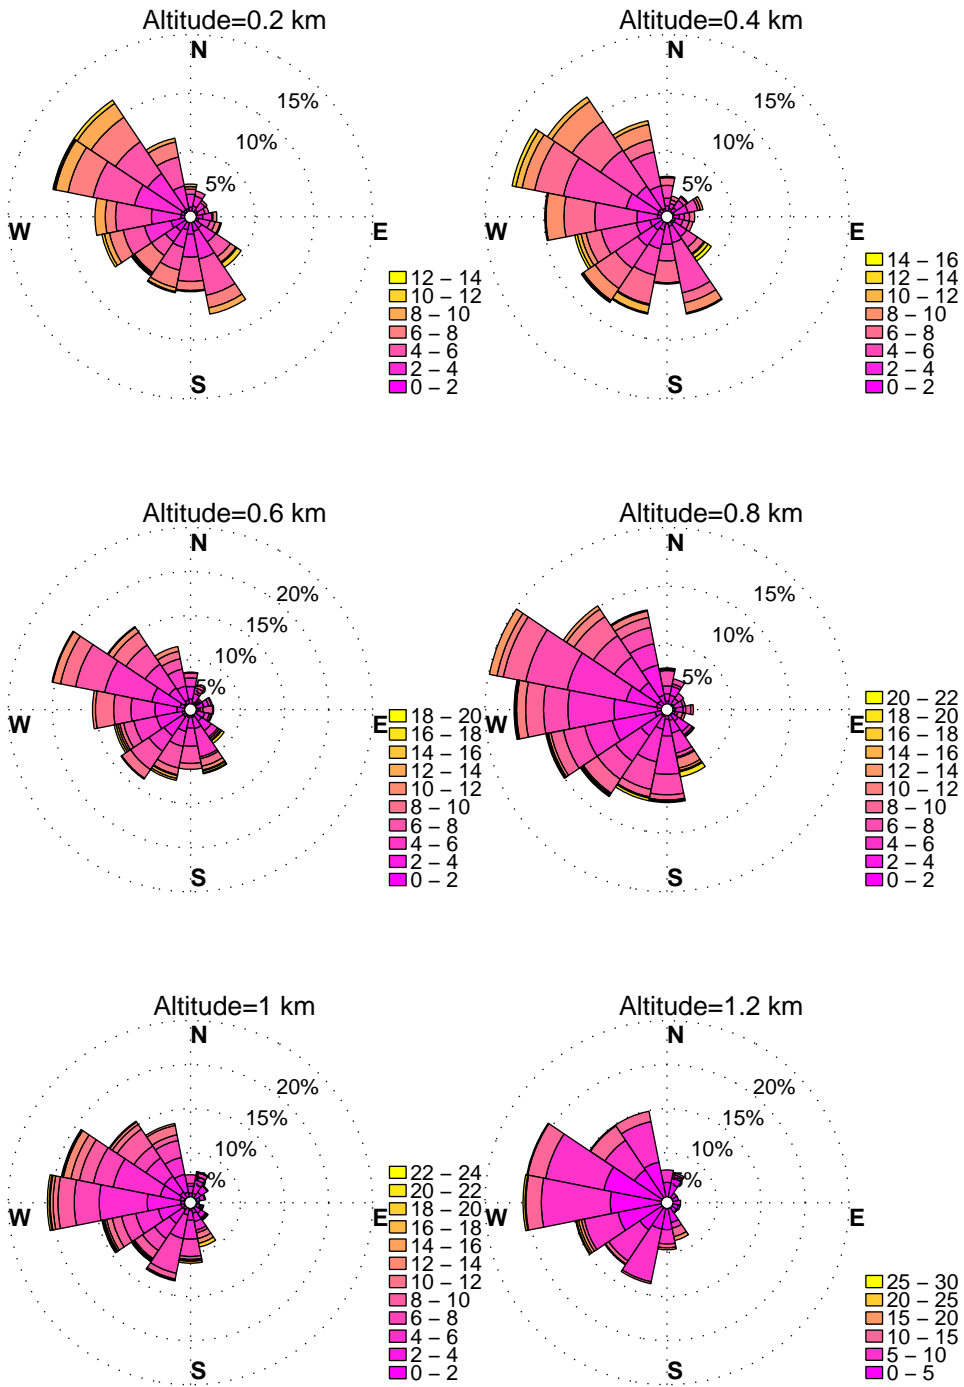 Altitude=0.2 km
N
15%
10%
5%
W
E
S
12 – 14
10 – 12
8 – 10
6 – 8
4 – 6
2 – 4
0 – 2
Altitude=0.4 km
N
15%
10%
5%
W
E
S
14 – 16
12 – 14
10 – 12
8 – 10
6 – 8
4 – 6
2 – 4
0 – 2
Altitude=0.6 km
N
20%
15%
10%
5%
W
E
S
18 – 20
16 – 18
14 – 16
12 – 14
10 – 12
8 – 10
6 – 8
4 – 6
2 – 4
0 – 2
Altitude=0.8 km
N
15%
10%
5%
W
E
S
20 – 22
18 – 20
16 – 18
14 – 16
12 – 14
10 – 12
8 – 10
6 – 8
4 – 6
2 – 4
0 – 2
Altitude=1 km
N
20%
15%
10%
5%
W
E
S
22 – 24
20 – 22
18 – 20
16 – 18
14 – 16
12 – 14
10 – 12
8 – 10
6 – 8
4 – 6
2 – 4
0 – 2
Altitude=1.2 km
N
20%
15%
10%
5%
W
E
S
25 – 30
20 – 25
15 – 20
10 – 15
5 – 10
0 – 5